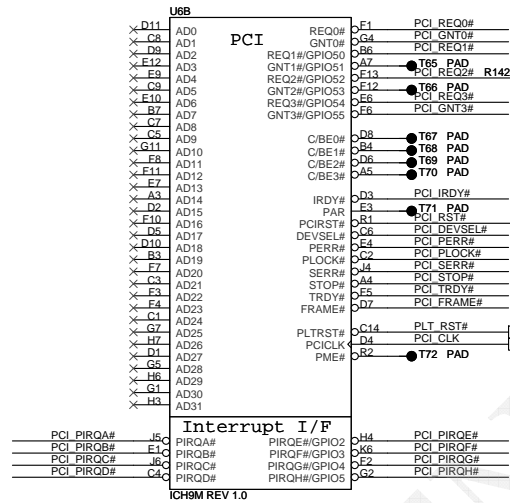 U6B
PCI
D11 AD0 REQ0# F1 PCI_REQ0#
C8 AD1 GNT0# G4 PCI_GNT0#
D9 AD2 REQ1#/GPIO50 B6 PCI_REQ1#
E12 AD3 GNT1#/GPIO51 A7 T65 PAD
E9 AD4 REQ2#/GPIO52 F13 PCI_REQ2# R142
C9 AD5 GNT2#/GPIO53 F12 T66 PAD
E10 AD6 REQ3#/GPIO54 E6 PCI_REQ3#
B7 AD7 GNT3#/GPIO55 F6 PCI_GNT3#
C7 AD8
C5 AD9 C/BE0# D8 T67 PAD
G11 AD10 C/BE1# B4 T68 PAD
F8 AD11 C/BE2# D6 T69 PAD
F11 AD12 C/BE3# A5 T70 PAD
E7 AD13
A3 AD14 IRDY# D3 PCI_IRDY#
D2 AD15 PAR E3 T71 PAD
F10 AD16 PCIRST# R1 PCI_RST#
D5 AD17 DEVSEL# C6 PCI_DEVSEL#
D10 AD18 PERR# E4 PCI_PERR#
B3 AD19 PLOCK# C2 PCI_PLOCK#
F7 AD20 SERR# J4 PCI_SERR#
C3 AD21 STOP# A4 PCI_STOP#
F3 AD22 TRDY# F5 PCI_TRDY#
F4 AD23 FRAME# D7 PCI_FRAME#
C1 AD24
G7 AD25 PLTRST# C14 PLT_RST#
H7 AD26 PCICLK D4 PCI_CLK
D1 AD27 PME# R2 T72 PAD
G5 AD28
H6 AD29
G1 AD30
H3 AD31
Interrupt I/F
PCI_PIRQA# J5 PIRQA# PIRQE#/GPIO2 H4 PCI_PIRQE#
PCI_PIRQB# E1 PIRQB# PIRQF#/GPIO3 K6 PCI_PIRQF#
PCI_PIRQC# J6 PIRQC# PIRQG#/GPIO4 F2 PCI_PIRQG#
PCI_PIRQD# C4 PIRQD# PIRQH#/GPIO5 G2 PCI_PIRQH#
ICH9M REV 1.0